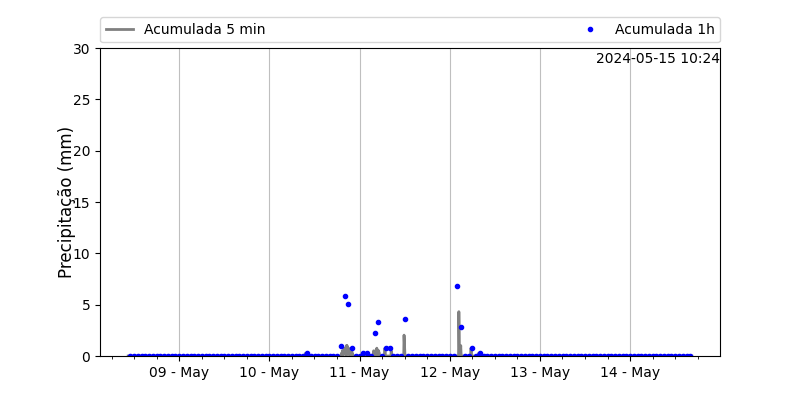 Acumulada 5 min
Acumulada 1h
2024-05-15 10:24
Precipitação (mm)
30
25
20
15
10
5
0
09 - May
10 - May
11 - May
12 - May
13 - May
14 - May